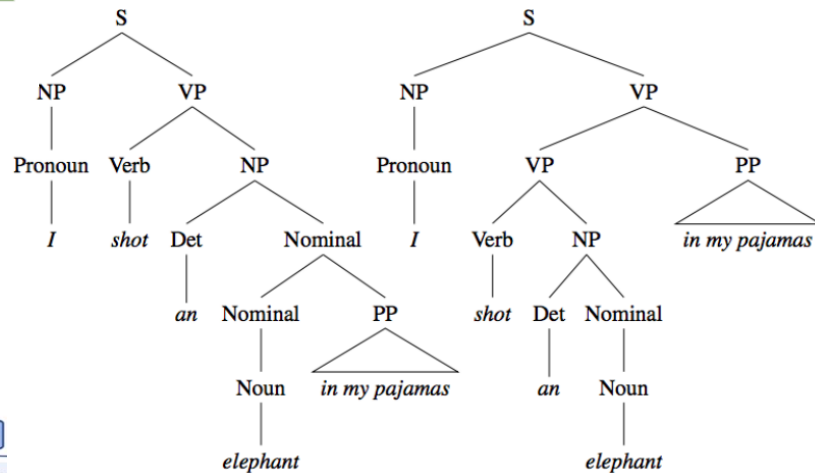 S S
NP VP NP VP
Pronoun Verb NP Pronoun VP PP
I shot Det Nominal I Verb NP in my pajamas
an Nominal PP shot Det Nominal
Noun in my pajamas an Noun
elephant elephant